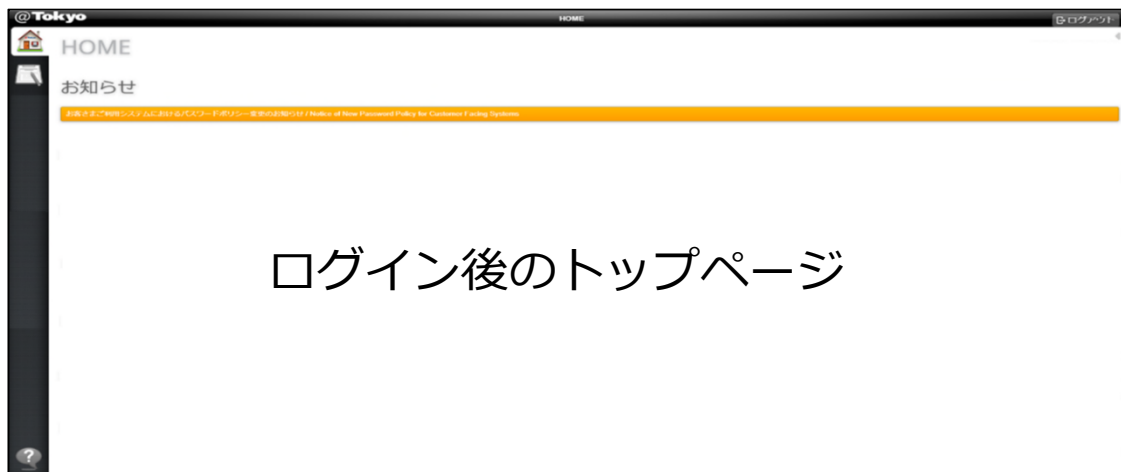 @Tokyo
HOME
ログアウト
HOME
お知らせ
お客さまご利用システムにおけるパスワードポリシー変更のお知らせ / Notice of New Password Policy for Customer Facing Systems
ログイン後のトップページ
?